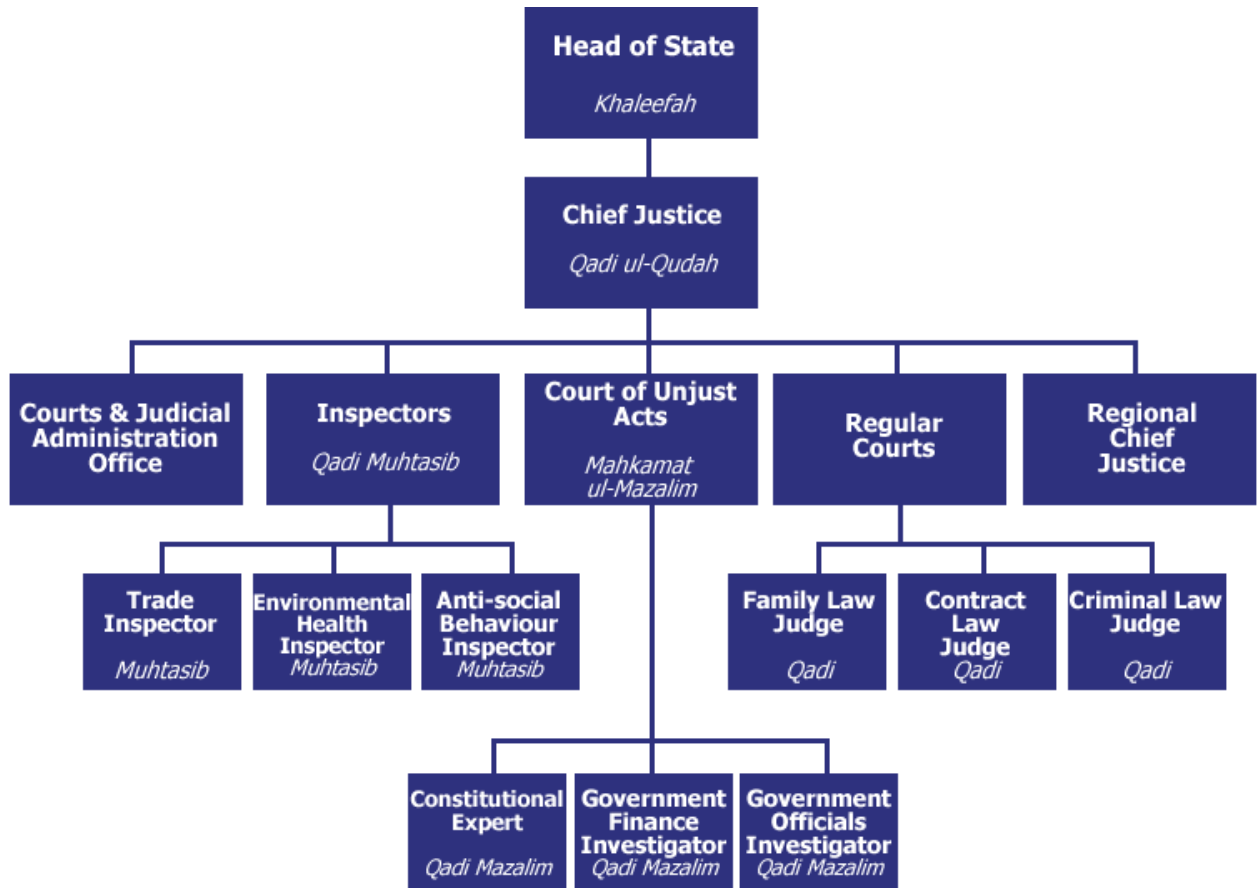 Head of State
Khaleefah
Chief Justice
Qadi ul-Qudah
Courts & Judicial
Administration
Office
Inspectors
Qadi Muhtasib
Court of Unjust
Acts
Mahkamat
ul-Mazalim
Regular
Courts
Regional
Chief
Justice
Trade
Inspector
Muhtasib
Environmental
Health
Inspector
Muhtasib
Anti-social
Behaviour
Inspector
Muhtasib
Family Law
Judge
Qadi
Contract
Law
Judge
Qadi
Criminal Law
Judge
Qadi
Constitutional
Expert
Qadi Mazalim
Government
Finance
Investigator
Qadi Mazalim
Government
Officials
Investigator
Qadi Mazalim